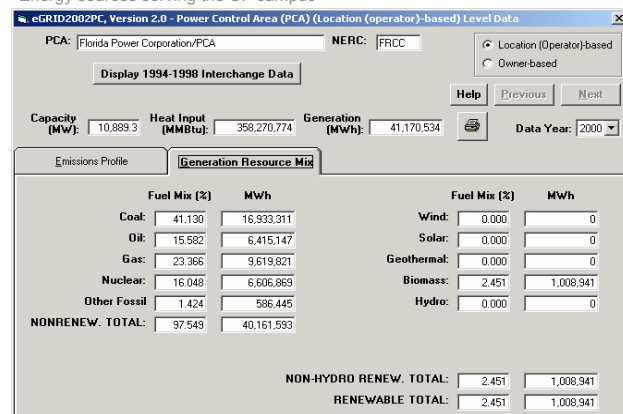 Energy sources serving the UF campus
eGRID2002PC, Version 2.0 - Power Control Area (PCA) (Location (operator)-based) Level Data
PCA: Florida Power Corporation/PCA NERC: FRCC Location (Operator)-based
Owner-based
Display 1994-1998 Interchange Data
Help Previous Next
Capacity (MW): 10,889.3 Heat Input (MMBtu): 358,270,774 Generation (MWh): 41,170,534 Data Year: 2000
Emissions Profile Generation Resource Mix
Fuel Mix (%) MWh Fuel Mix (%) MWh
Coal: 41.130 16,933,311 Wind: 0.000 0
Oil: 15.582 6,415,147 Solar: 0.000 0
Gas: 23.366 9,619,821 Geothermal: 0.000 0
Nuclear: 16.048 6,606,869 Biomass: 2.451 1,008,941
Other Fossil 1.424 586,445 Hydro: 0.000 0
NONRENEW. TOTAL: 97.549 40,161,593
NON-HYDRO RENEW. TOTAL: 2.451 1,008,941
RENEWABLE TOTAL: 2.451 1,008,941